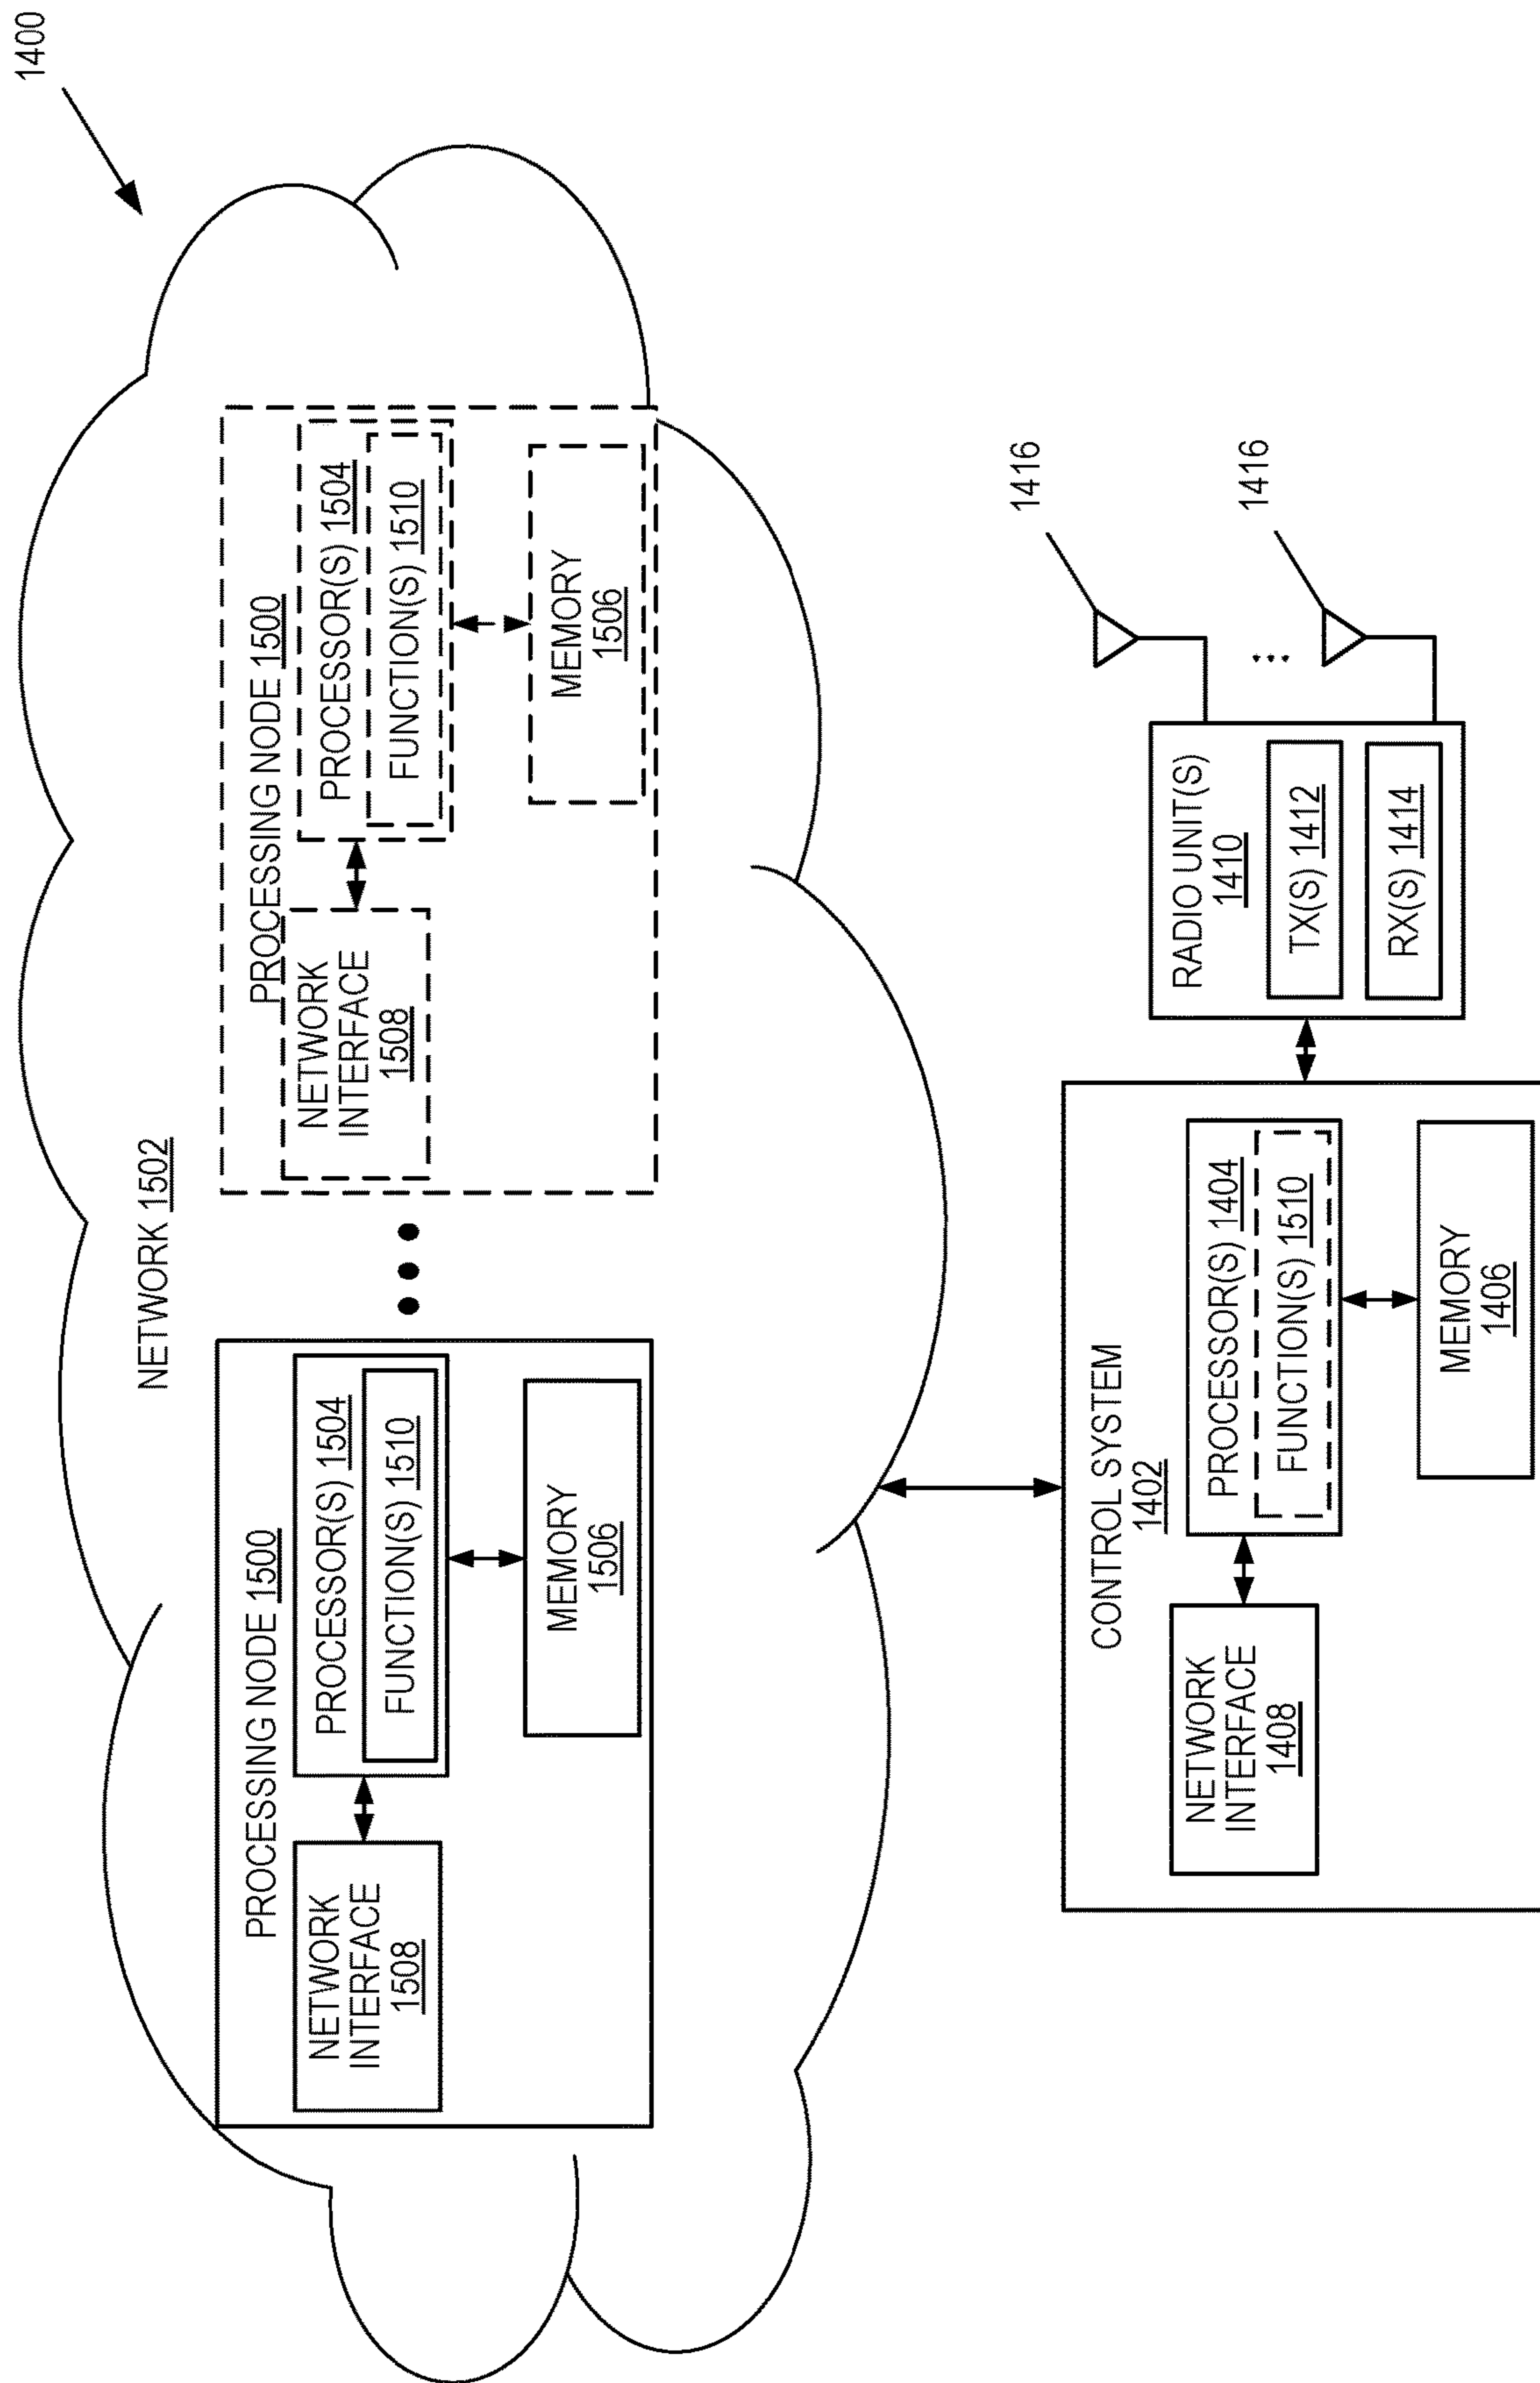 1400
NETWORK 1502
PROCESSING NODE 1500
NETWORK
INTERFACE
1508
PROCESSOR(S) 1504
FUNCTION(S) 1510
MEMORY
1506
PROCESSING NODE 1500
NETWORK
INTERFACE
1508
PROCESSOR(S) 1504
FUNCTION(S) 1510
MEMORY
1506
CONTROL SYSTEM
1402
NETWORK
INTERFACE
1408
PROCESSOR(S) 1404
FUNCTION(S) 1510
MEMORY
1406
RADIO UNIT(S)
1410
TX(S) 1412
RX(S) 1414
1416
1416